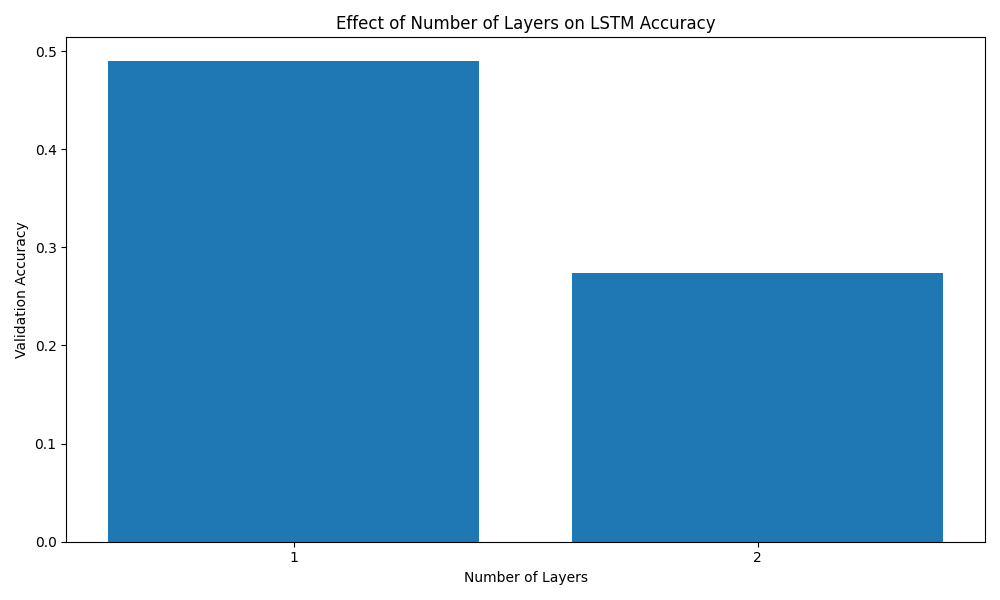 Effect of Number of Layers on LSTM Accuracy
0.5
0.4
0.3
0.2
0.1
0.0
Validation Accuracy
1
2
Number of Layers